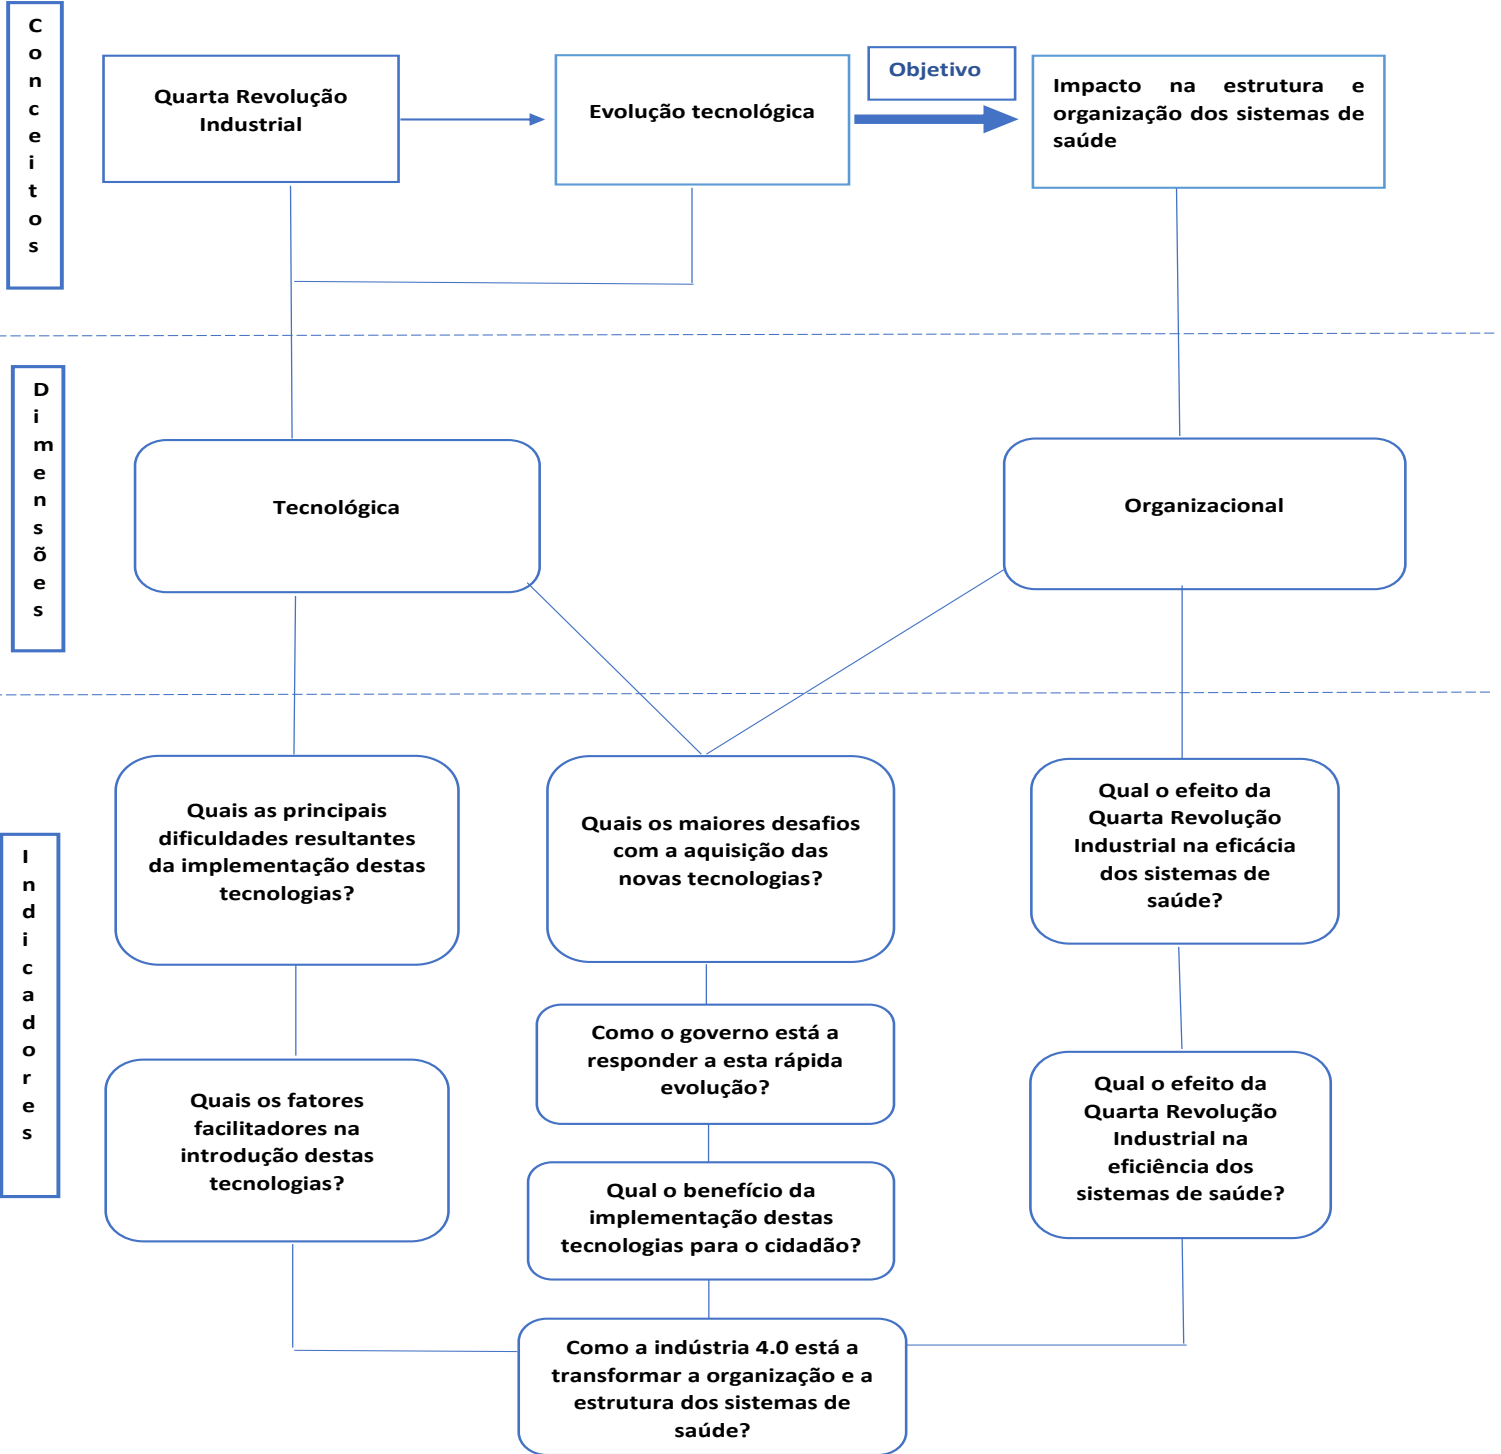 Conceitos
Quarta Revolução
Industrial
Evolução tecnológica
Objetivo
Impacto na estrutura e
organização dos sistemas de
saúde
Dimensões
Tecnológica
Organizacional
Indicadores
Quais as principais
dificuldades resultantes
da implementação destas
tecnologias?
Quais os maiores desafios
com a aquisição das
novas tecnologias?
Qual o efeito da
Quarta Revolução
Industrial na eficácia
dos sistemas de
saúde?
Como o governo está a
responder a esta rápida
evolução?
Quais os fatores
facilitadores na
introdução destas
tecnologias?
Qual o efeito da
Quarta Revolução
Industrial na
eficiência dos
sistemas de saúde?
Qual o benefício da
implementação destas
tecnologias para o cidadão?
Como a indústria 4.0 está a
transformar a organização e a
estrutura dos sistemas de
saúde?